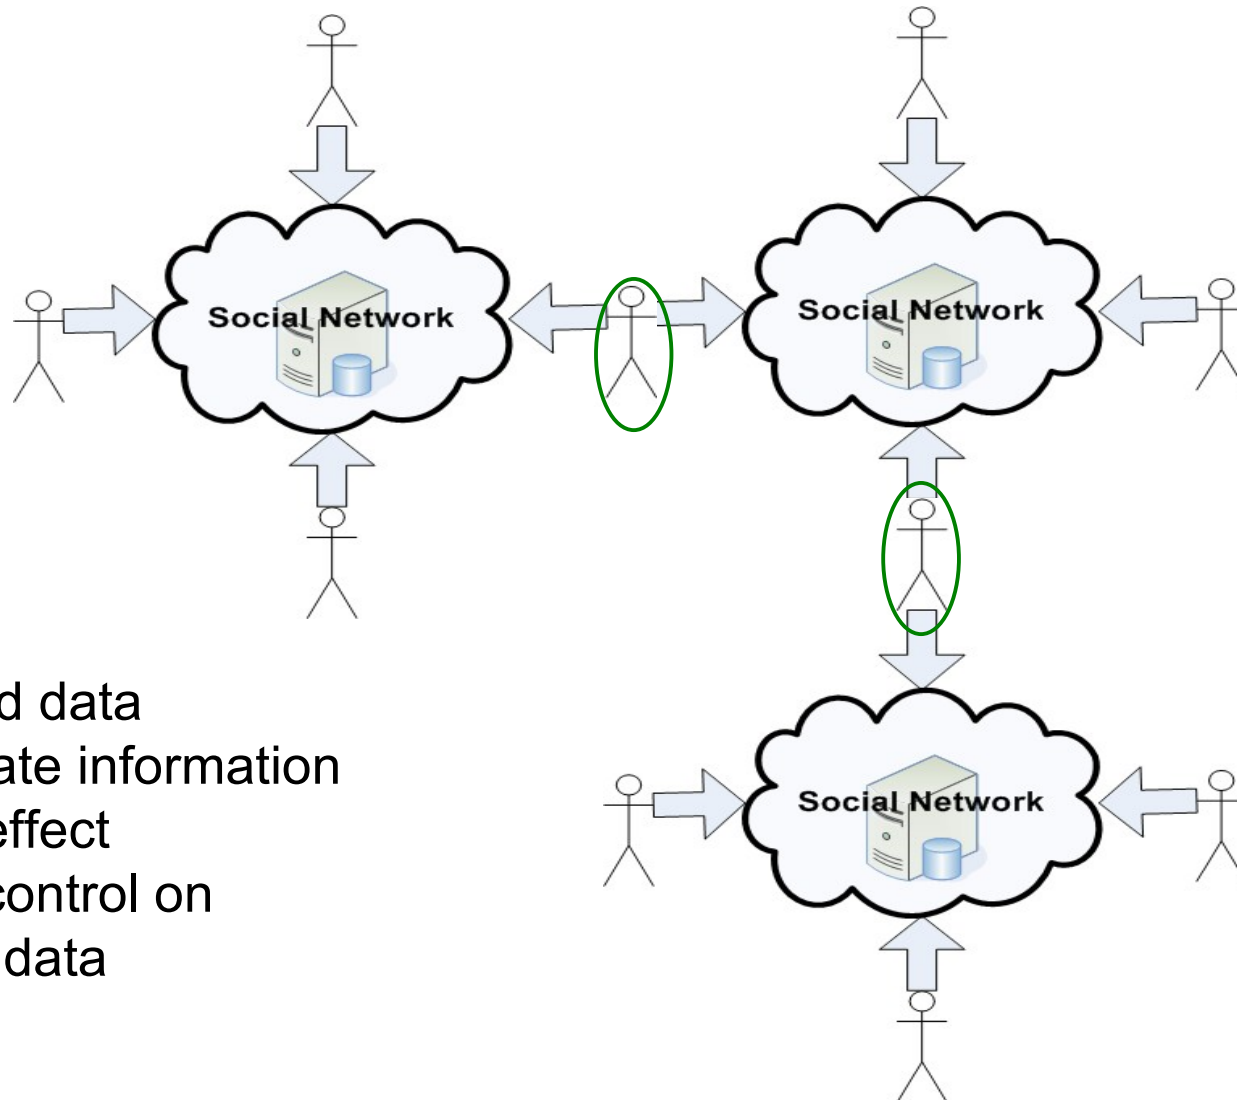 Social Network
Social Network
d data
ate information
effect
control on
data
Social Network